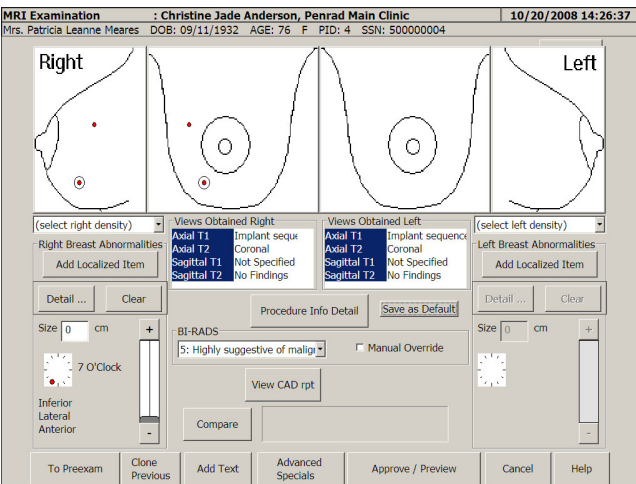 MRI Examination : Christine Jade Anderson, Penrad Main Clinic 10/20/2008 14:26:37
Mrs. Patricia Leanne Meares DOB: 09/11/1932 AGE: 76 F PID: 4 SSN: 500000004
Right Left
(select right density) Views Obtained Right Views Obtained Left (select left density)
Right Breast Abnormalities Axial T1 Implant sequ Axial T1 Implant sequence Left Breast Abnormalities
Axial T2 Coronal Axial T2 Coronal
Add Localized Item Sagittal T1 Not Specified Sagittal T1 Not Specified Add Localized Item
Sagittal T2 No Findings Sagittal T2 No Findings
Detail ... Clear Procedure Info Detail Save as Default Detail ... Clear
Size 0 cm + BI-RADS Size 0 cm +
5: Highly suggestive of malig Manual Override
7 O'Clock
View CAD rpt
Inferior
Lateral
Anterior - Compare -
To Preexam Clone Previous Add Text Advanced Specials Approve / Preview Cancel Help